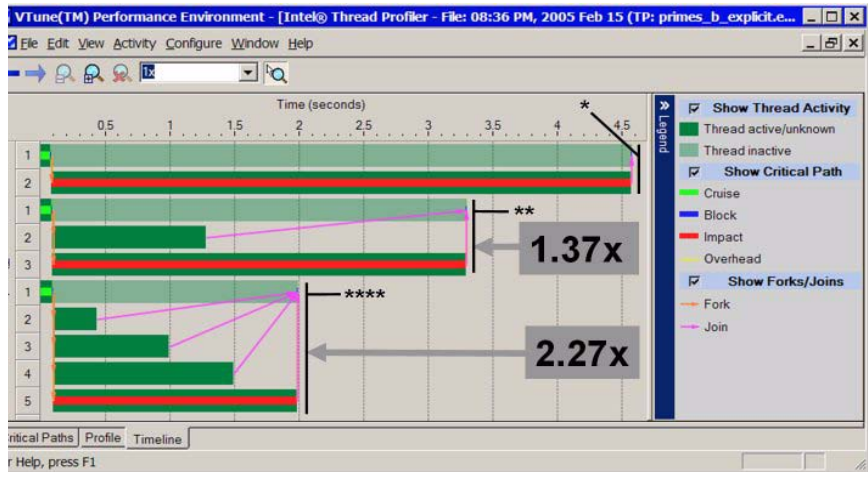 VTune(TM) Performance Environment - [Intel® Thread Profiler - File: 08:36 PM, 2005 Feb 15 (TP: primes_b_explicit.e...
File Edit View Activity Configure Window Help
1x
Time (seconds)
0.5 1 1.5 2 2.5 3 3.5 4 4.5
*
1
2
1
**
2
1.37x
3
1
****
2
3
2.27x
4
5
Legend
Show Thread Activity
Thread active/unknown
Thread inactive
Show Critical Path
Cruise
Block
Impact
Overhead
Show Forks/Joins
Fork
Join
Critical Paths Profile Timeline
r Help, press F1